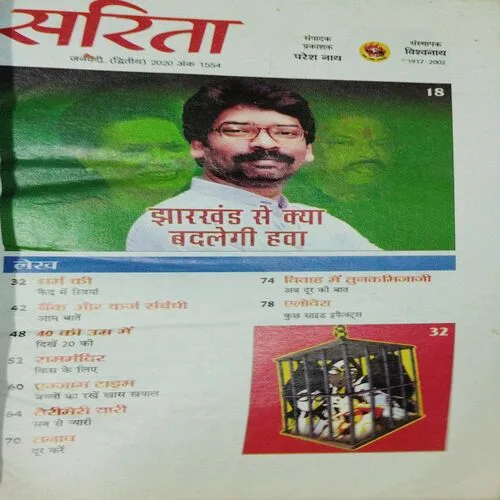 सरिता
जनवरी (द्वितीय) 2020 अंक 1554
संपादक
प्रकाशक
परेश नाथ
संस्थापक
विश्वनाथ
1917-2002
18
झारखंड से क्या
बदलेगी हवा
लेख
32 धर्म की
कैद में स्त्रियां
42 बैंक और कर्ज संबंधी
आम बातें
48 40 की उम्र में
दिखें 20 की
52 राममंदिर
किस के लिए
60 एग्जाम टाइम
बच्चों का रखें खास खयाल
64 तेरीमेरी यारी
सब से प्यारी
70 तनाव
दूर करें
74 विवाह में तुनकमिजाजी
अब दूर की बात
78 एलोवेरा
कुछ साइड इफैक्ट्स
32